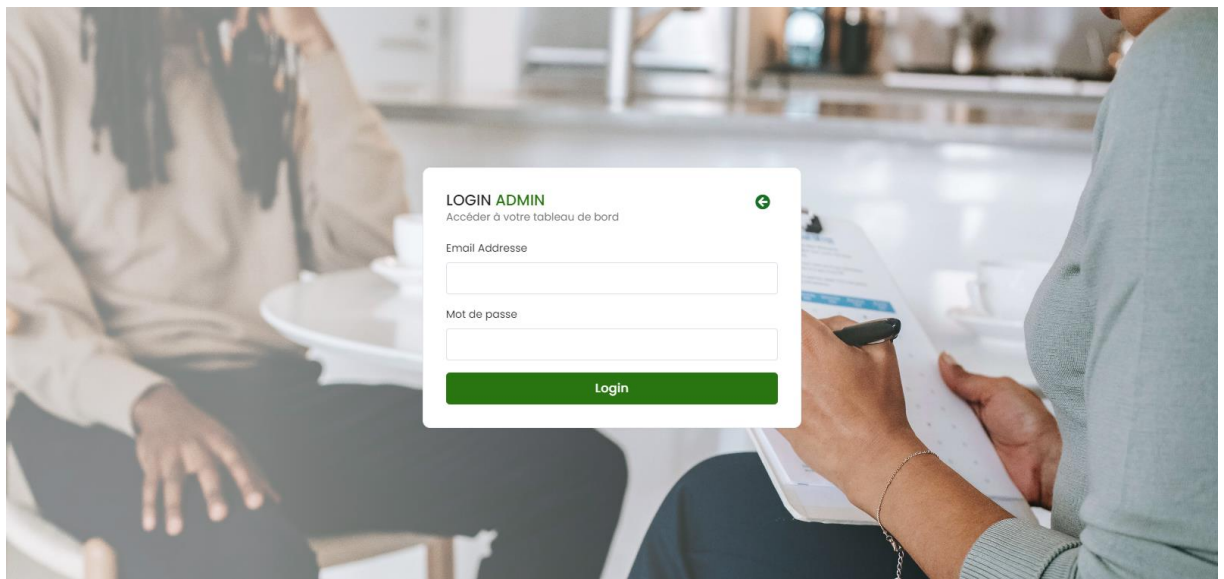 LOGIN ADMIN
Accéder à votre tableau de bord
Email Addresse
Mot de passe
Login